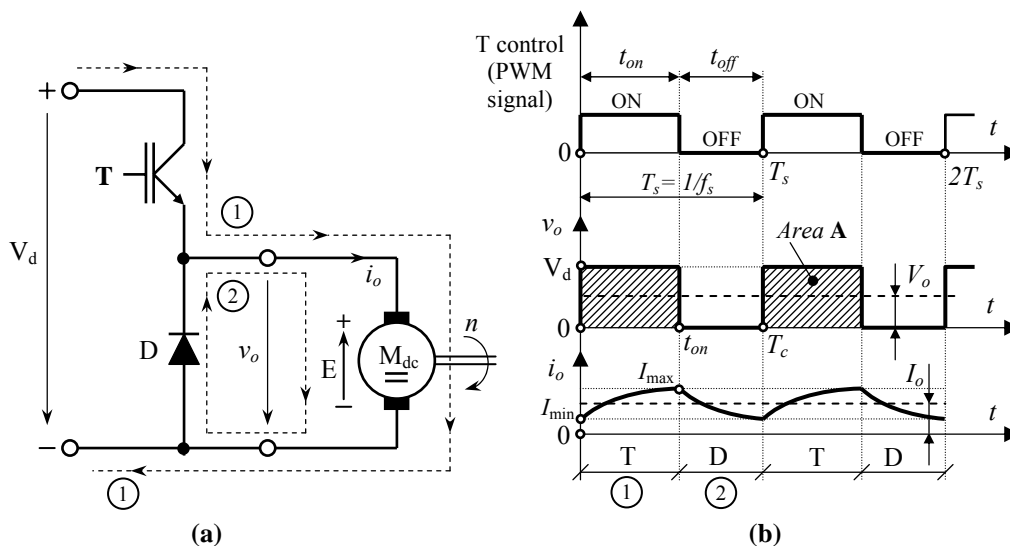 +
T
V_d
①
②
i_o
D
v_o
E
+
−
M_dc
n
−
①
(a)
T control
(PWM
signal)
t_on
t_off
ON
OFF
ON
OFF
t
0
T_s
2T_s
T_s = 1/f_s
v_o
Area A
V_d
V_o
t
0
t_on
T_c
i_o
I_max
I_o
I_min
t
0
T
D
T
D
①
②
(b)